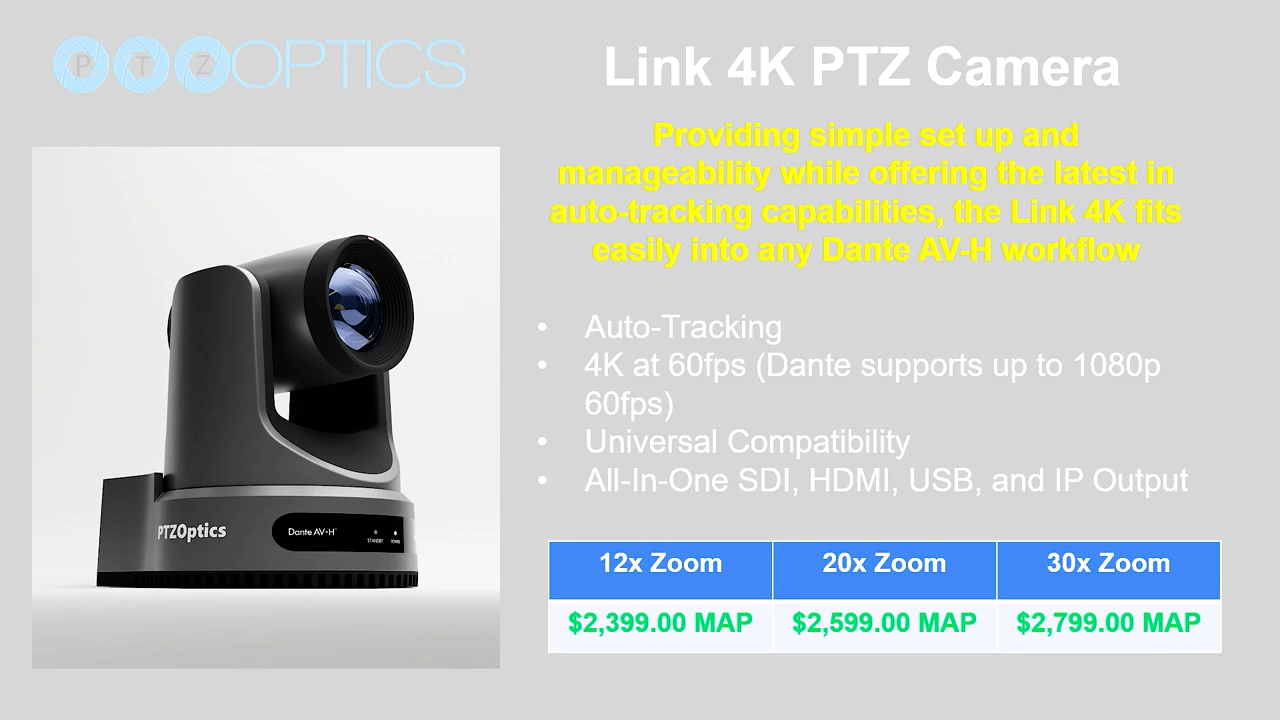 PTZOPTICS
Link 4K PTZ Camera
Providing simple set up and
manageability while offering the latest in
auto-tracking capabilities, the Link 4K fits
easily into any Dante AV-H workflow
• Auto-Tracking
• 4K at 60fps (Dante supports up to 1080p
60fps)
• Universal Compatibility
• All-In-One SDI, HDMI, USB, and IP Output
PTZOptics
Dante AV-H™
STANDBY POWER
12x Zoom 20x Zoom 30x Zoom
$2,399.00 MAP $2,599.00 MAP $2,799.00 MAP